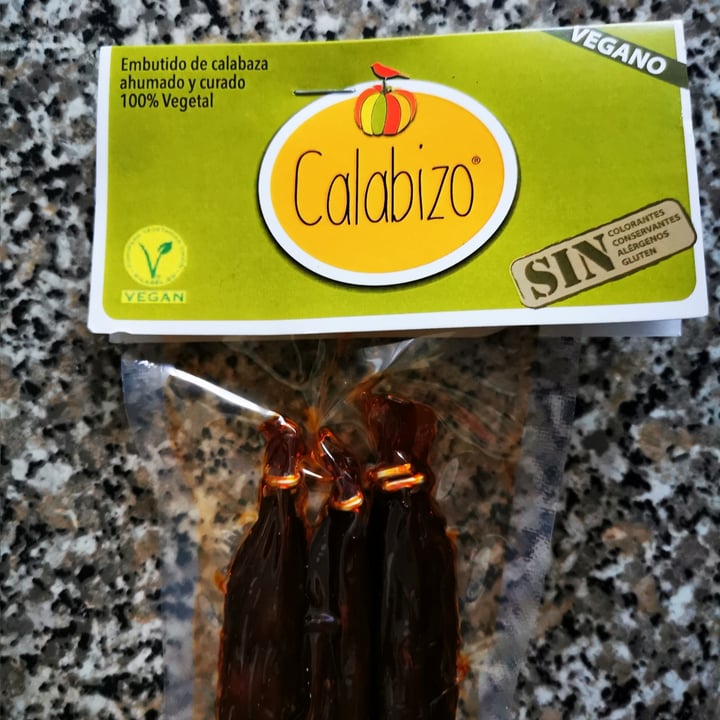 Embutido de calabaza
ahumado y curado
100% Vegetal
VEGANO
Calabizo®
SIN
COLORANTES
CONSERVANTES
ALÉRGENOS
GLUTEN
VEGAN